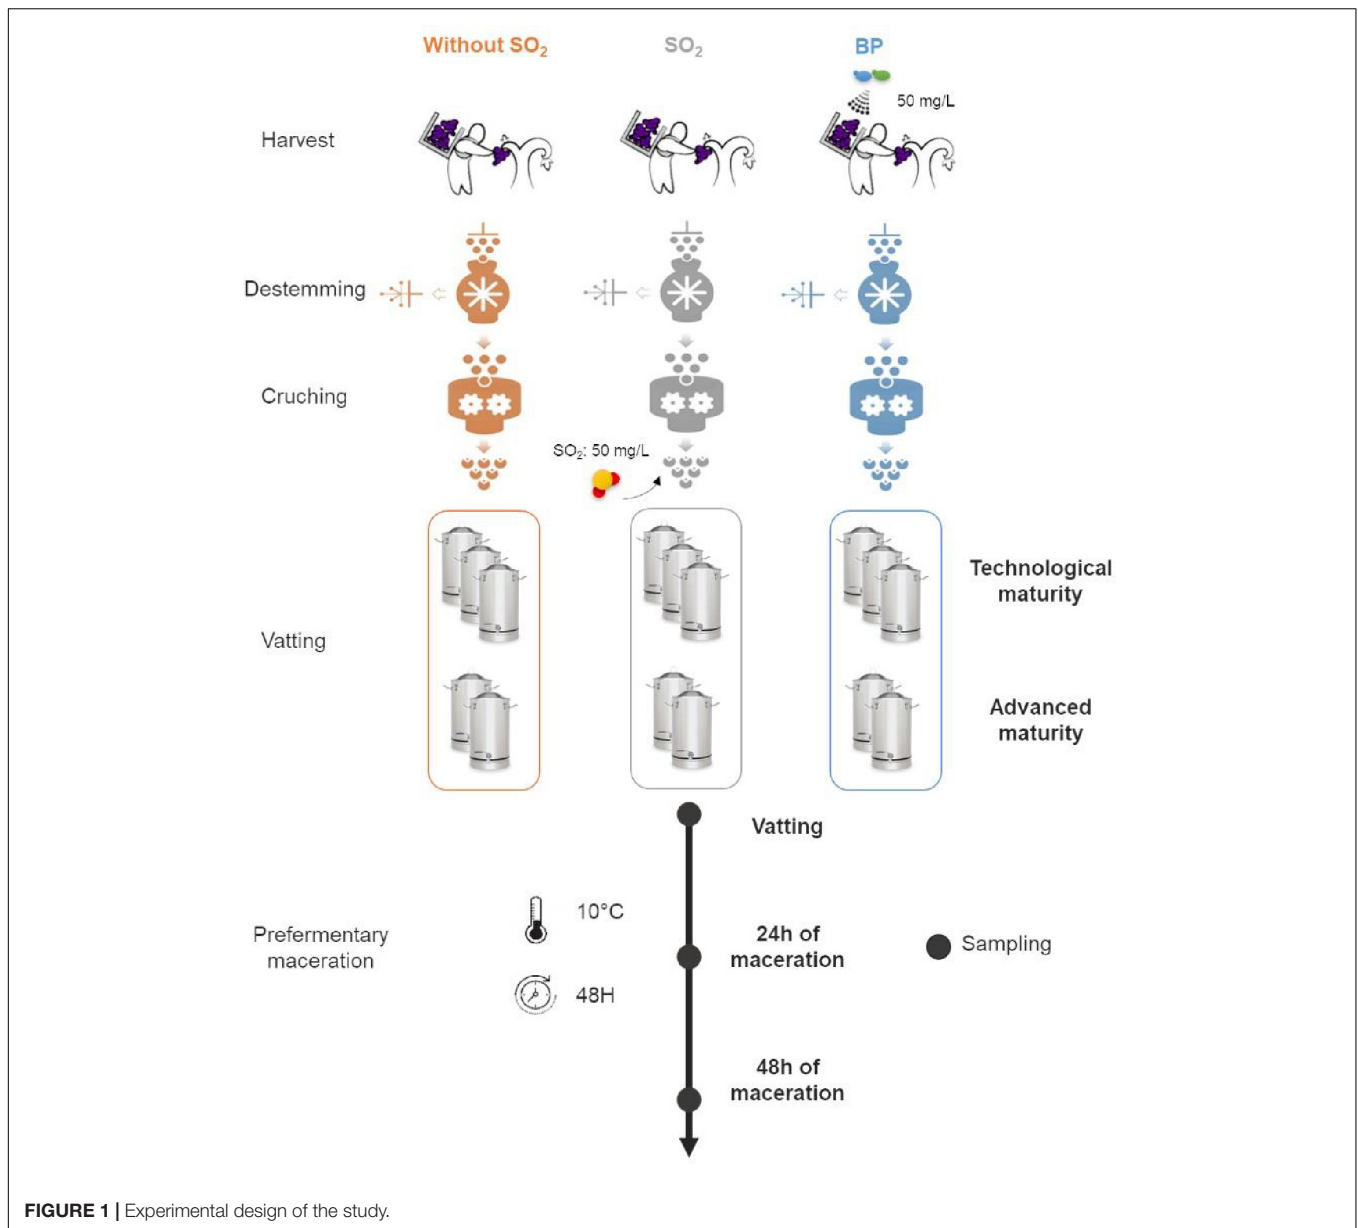 Without SO₂
SO₂
BP
50 mg/L
Harvest
Destemming
Cruching
SO₂: 50 mg/L
Technological
maturity
Vatting
Advanced
maturity
Vatting
10°C
24h of
maceration
Prefermentary
maceration
Sampling
48H
48h of
maceration
FIGURE 1 | Experimental design of the study.